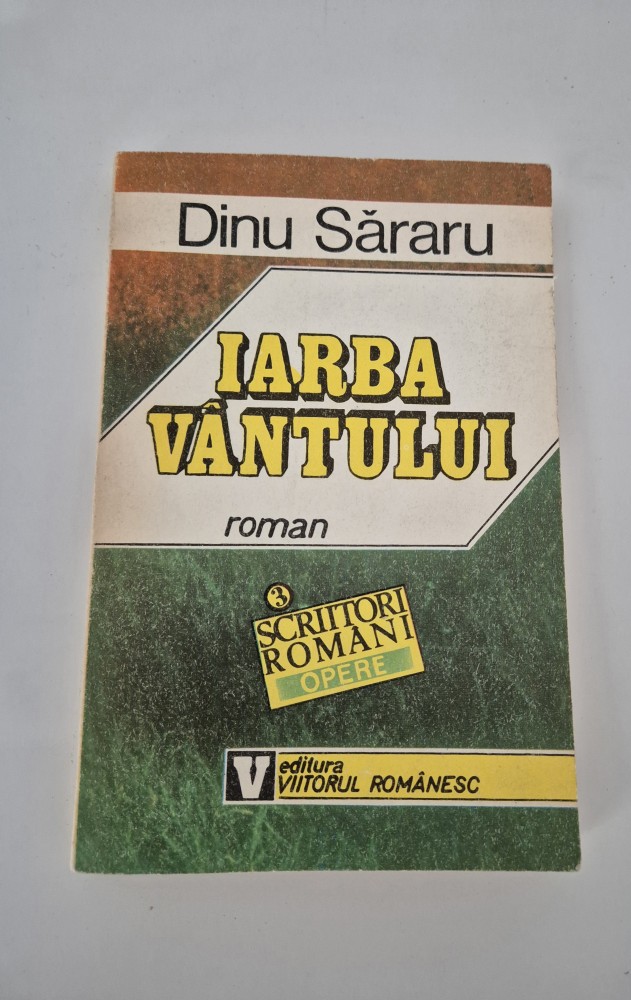 Dinu Săraru
IARBA
VÂNTULUI
roman
3
SCRIITORI
ROMÂNI
OPERE
V editura
VIITORUL ROMÂNESC